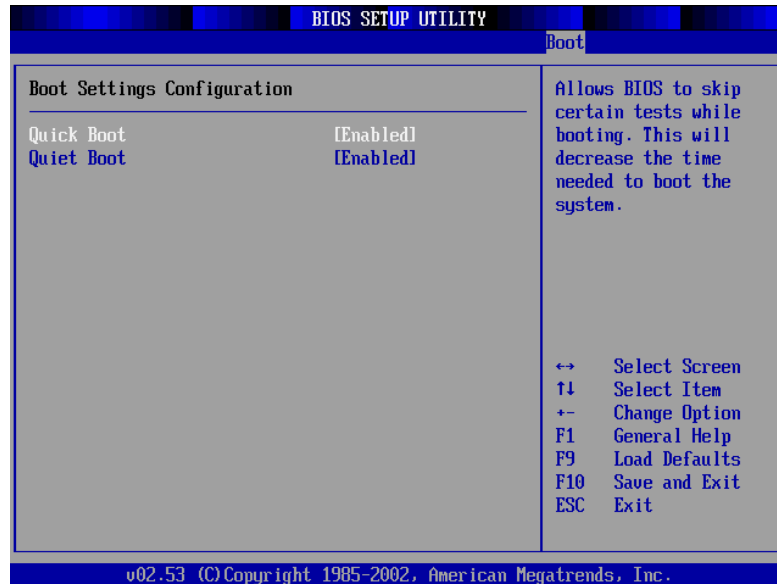 BIOS SETUP UTILITY
Boot
Boot Settings Configuration
Quick Boot [Enabled]
Quiet Boot [Enabled]
Allows BIOS to skip
certain tests while
booting. This will
decrease the time
needed to boot the
system.
↔ Select Screen
↑↓ Select Item
+- Change Option
F1 General Help
F9 Load Defaults
F10 Save and Exit
ESC Exit
v02.53 (C)Copyright 1985-2002, American Megatrends, Inc.